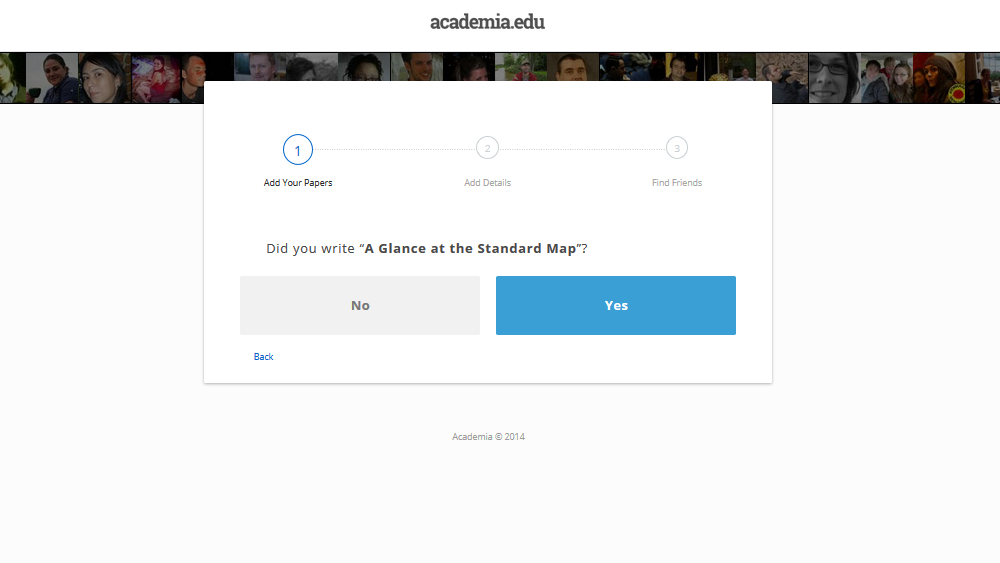 academia.edu
1
2
3
Add Your Papers
Add Details
Find Friends
Did you write “A Glance at the Standard Map”?
No
Yes
Back
Academia © 2014